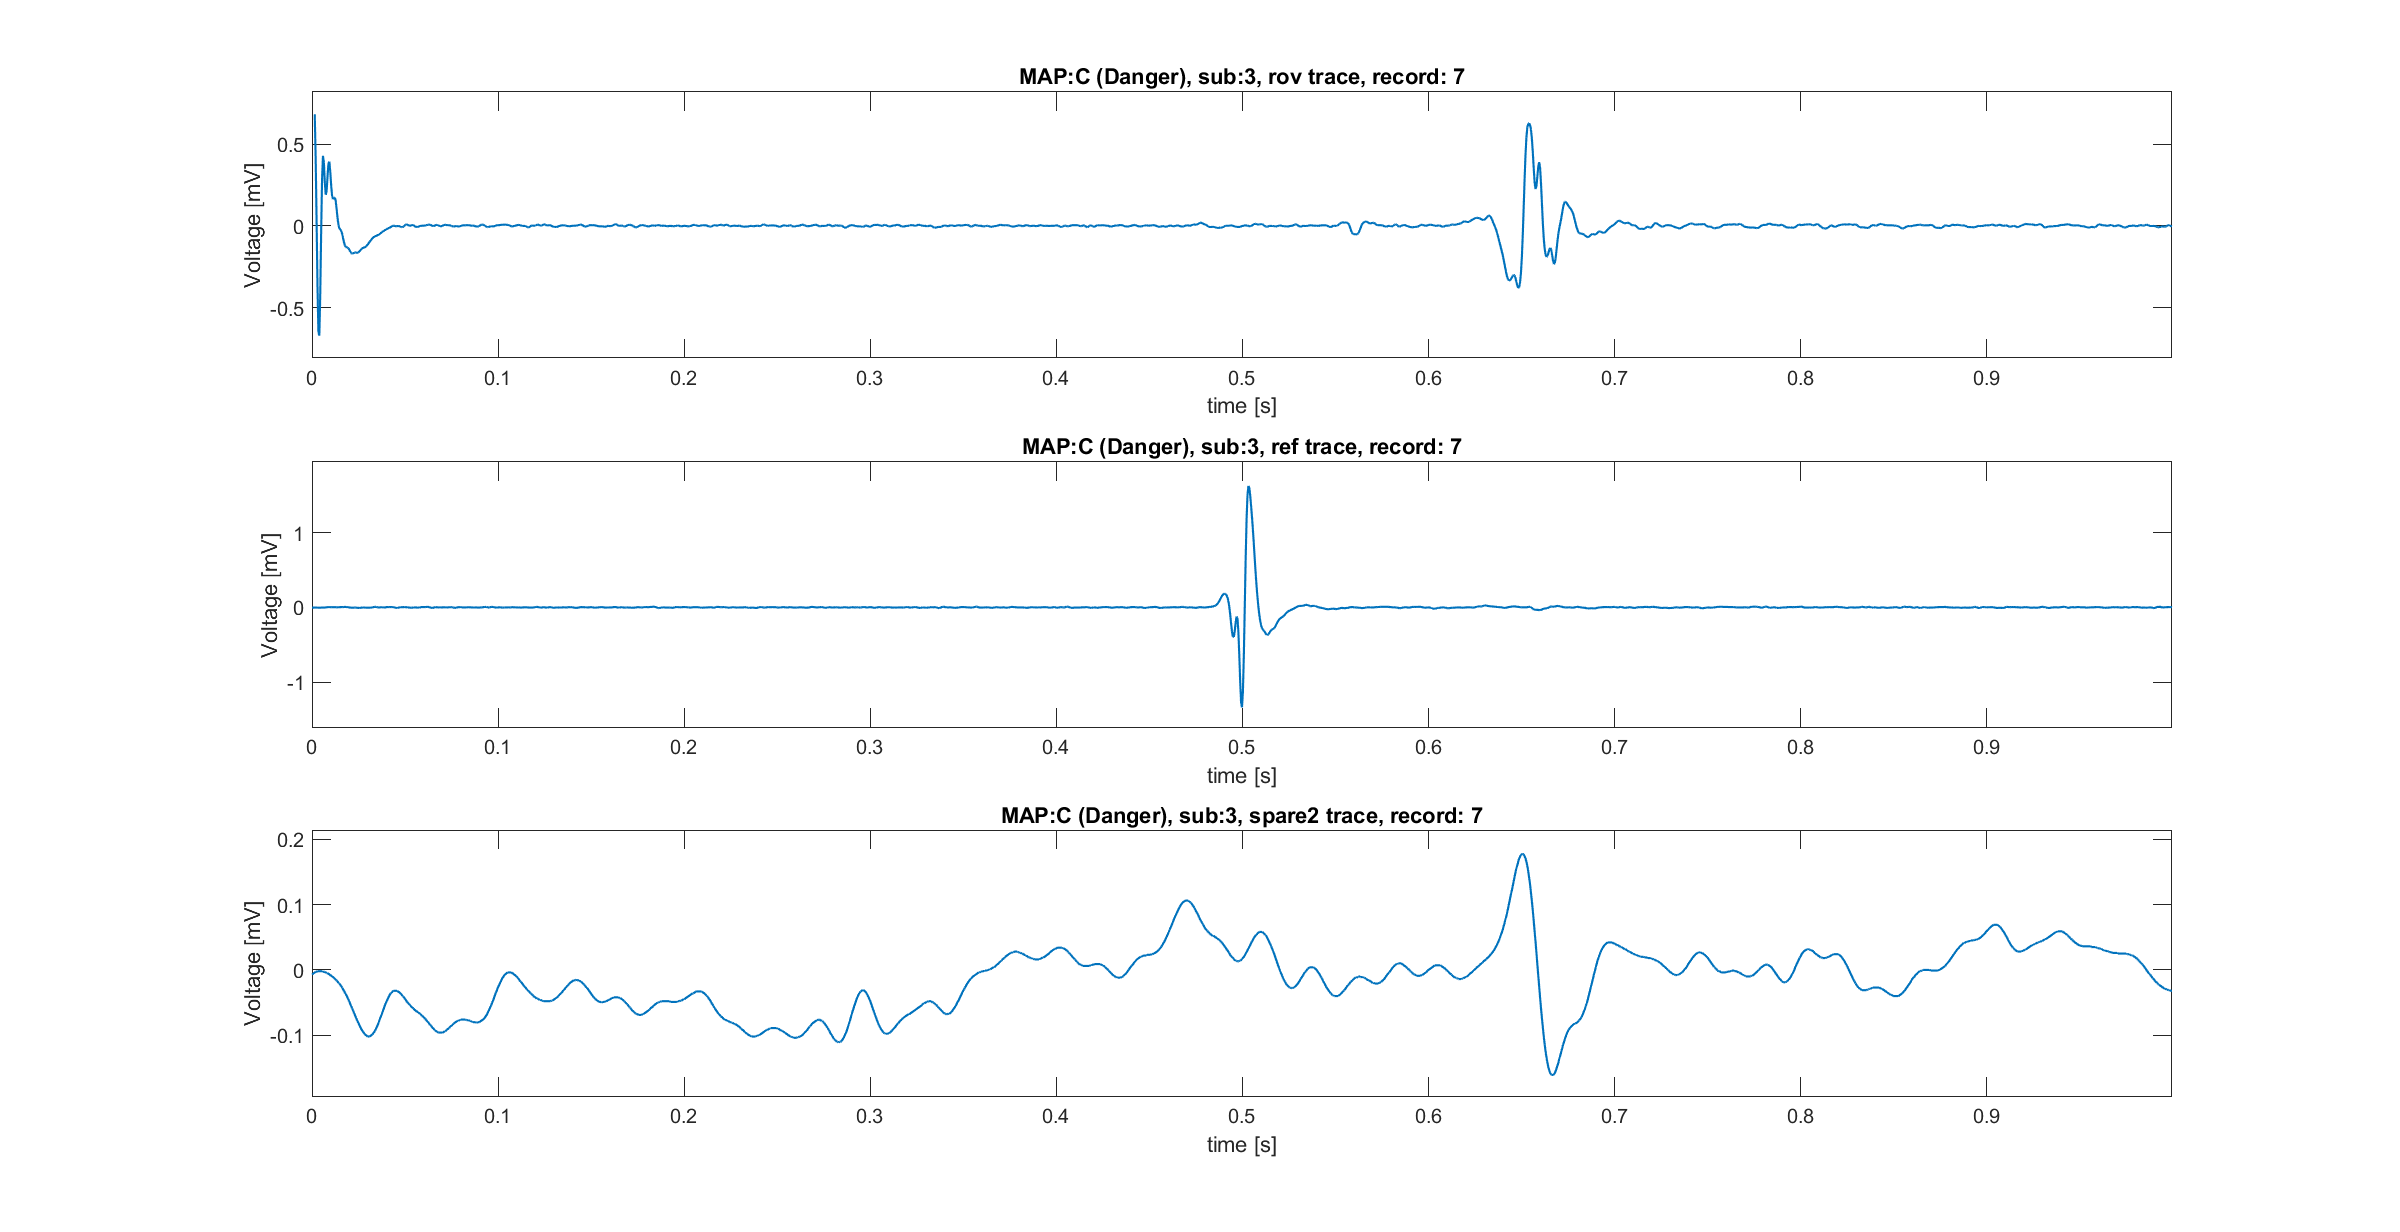 MAP:C (Danger), sub:3, rov trace, record: 7
Voltage [mV]
0.5
0
-0.5
0 0.1 0.2 0.3 0.4 0.5 0.6 0.7 0.8 0.9
time [s]
MAP:C (Danger), sub:3, ref trace, record: 7
Voltage [mV]
1
0
-1
0 0.1 0.2 0.3 0.4 0.5 0.6 0.7 0.8 0.9
time [s]
MAP:C (Danger), sub:3, spare2 trace, record: 7
Voltage [mV]
0.2
0.1
0
-0.1
0 0.1 0.2 0.3 0.4 0.5 0.6 0.7 0.8 0.9
time [s]